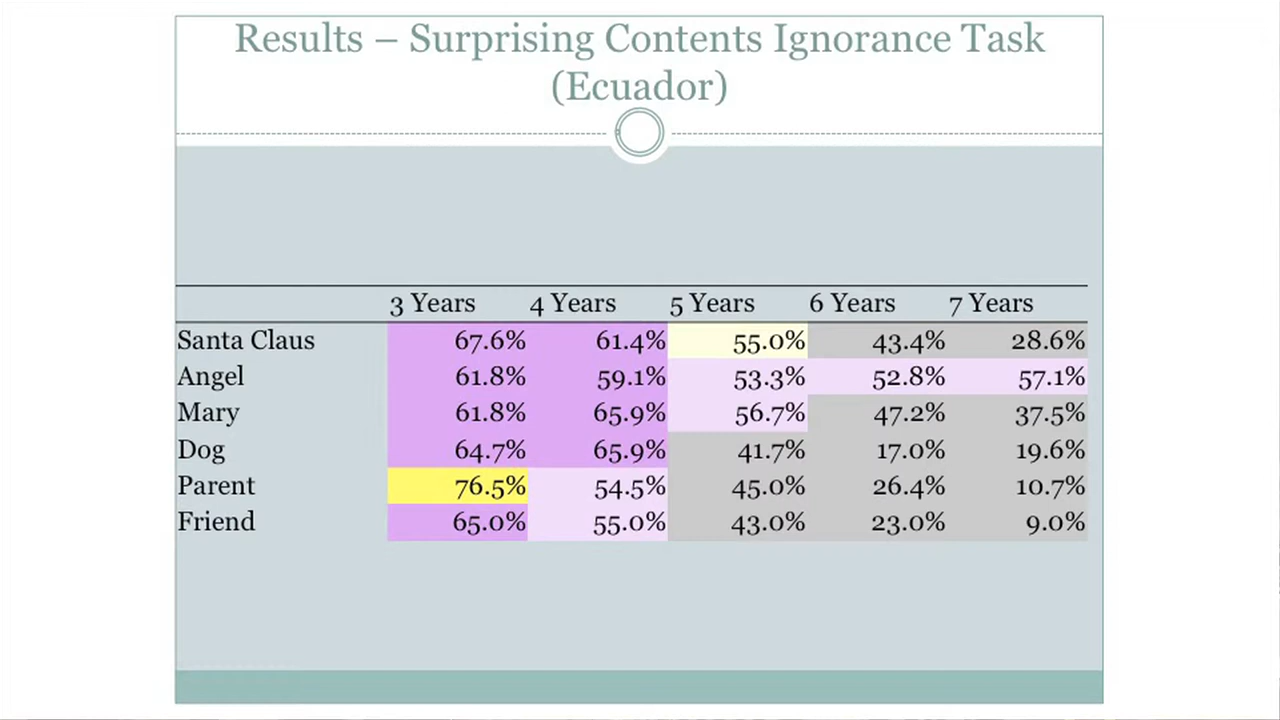 Results – Surprising Contents Ignorance Task
(Ecuador)
3 Years 4 Years 5 Years 6 Years 7 Years
Santa Claus 67.6% 61.4% 55.0% 43.4% 28.6%
Angel 61.8% 59.1% 53.3% 52.8% 57.1%
Mary 61.8% 65.9% 56.7% 47.2% 37.5%
Dog 64.7% 65.9% 41.7% 17.0% 19.6%
Parent 76.5% 54.5% 45.0% 26.4% 10.7%
Friend 65.0% 55.0% 43.0% 23.0% 9.0%